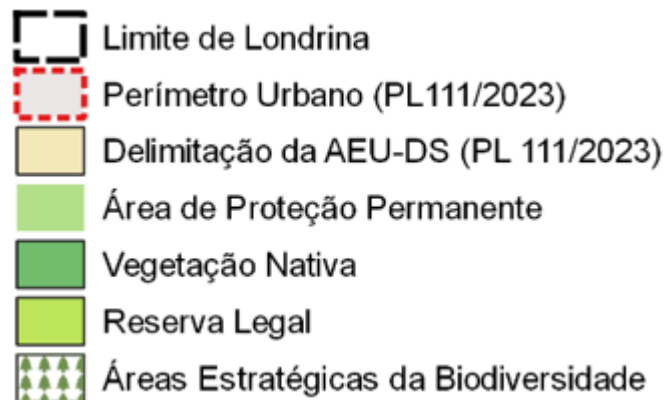 Limite de Londrina
Perímetro Urbano (PL111/2023)
Delimitação da AEU-DS (PL 111/2023)
Área de Proteção Permanente
Vegetação Nativa
Reserva Legal
Áreas Estratégicas da Biodiversidade